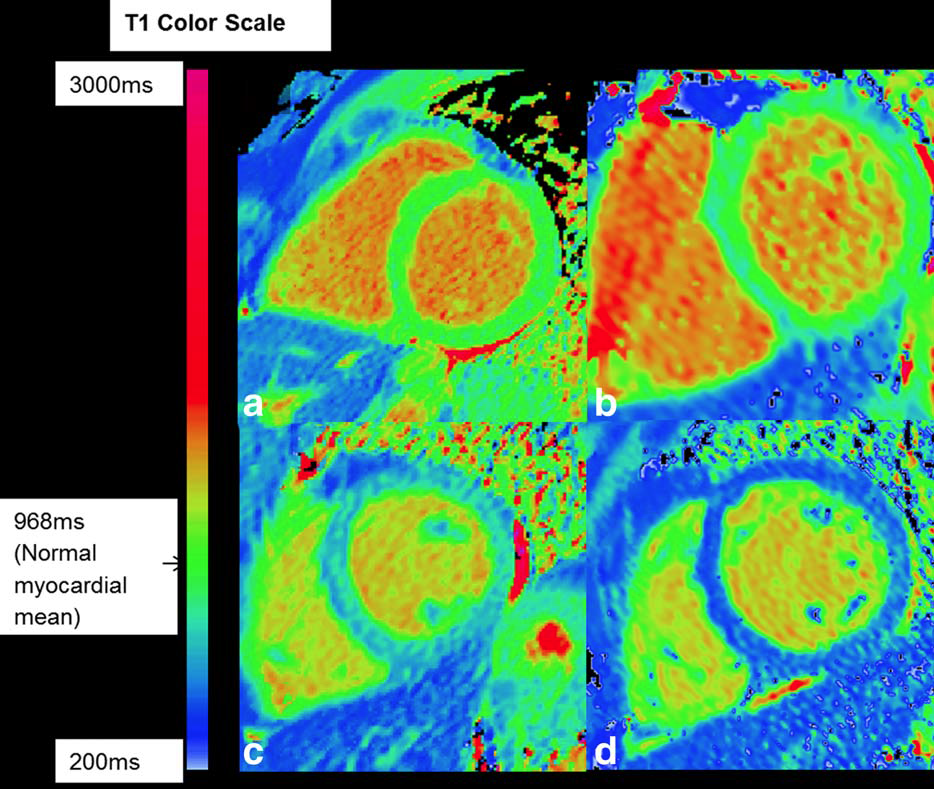 T1 Color Scale
3000ms
a
b
968ms
(Normal
myocardial
mean)
c
d
200ms